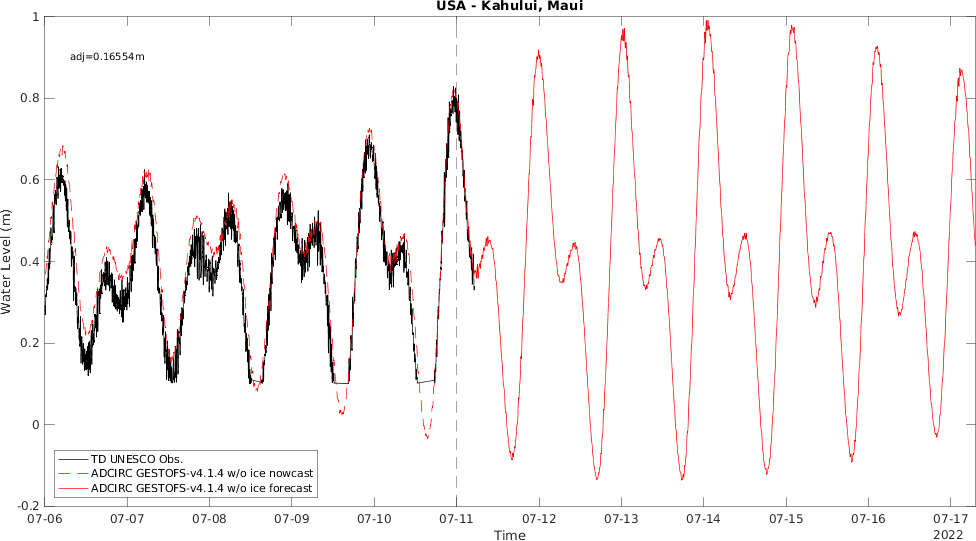 USA - Kahului, Maui
adj=0.16554m
1
0.8
0.6
0.4
0.2
0
-0.2
Water Level (m)
TD UNESCO Obs.
ADCIRC GESTOFS-v4.1.4 w/o ice nowcast
ADCIRC GESTOFS-v4.1.4 w/o ice forecast
07-06 07-07 07-08 07-09 07-10 07-11 07-12 07-13 07-14 07-15 07-16 07-17
Time
2022